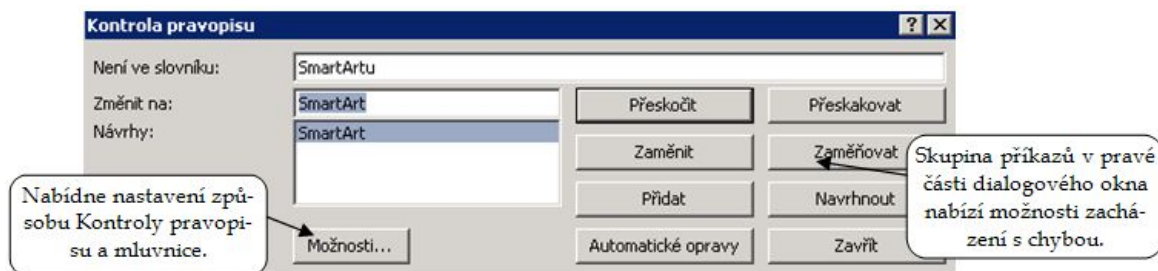 Kontrola pravopisu
Není ve slovníku: SmartArtu
Změnit na: SmartArt
Návrhy: SmartArt
Přeskočit Přeskakovat
Zaměnit Zaměňovat
Přidat Navrhnout
Možnosti... Automatické opravy Zavřít
Nabídne nastavení způ-
sobu Kontroly pravopi-
su a mluvnice.
Skupina příkazů v pravé
části dialogového okna
nabízí možnosti zachá-
zení s chybou.